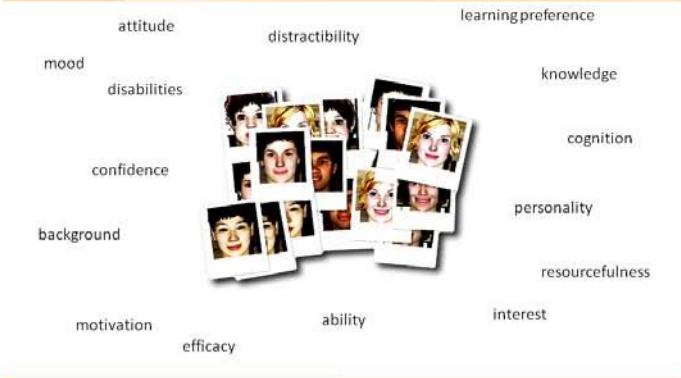 learning preference
attitude
distractibility
mood
knowledge
disabilities
cognition
confidence
personality
background
resourcefulness
interest
ability
motivation
efficacy